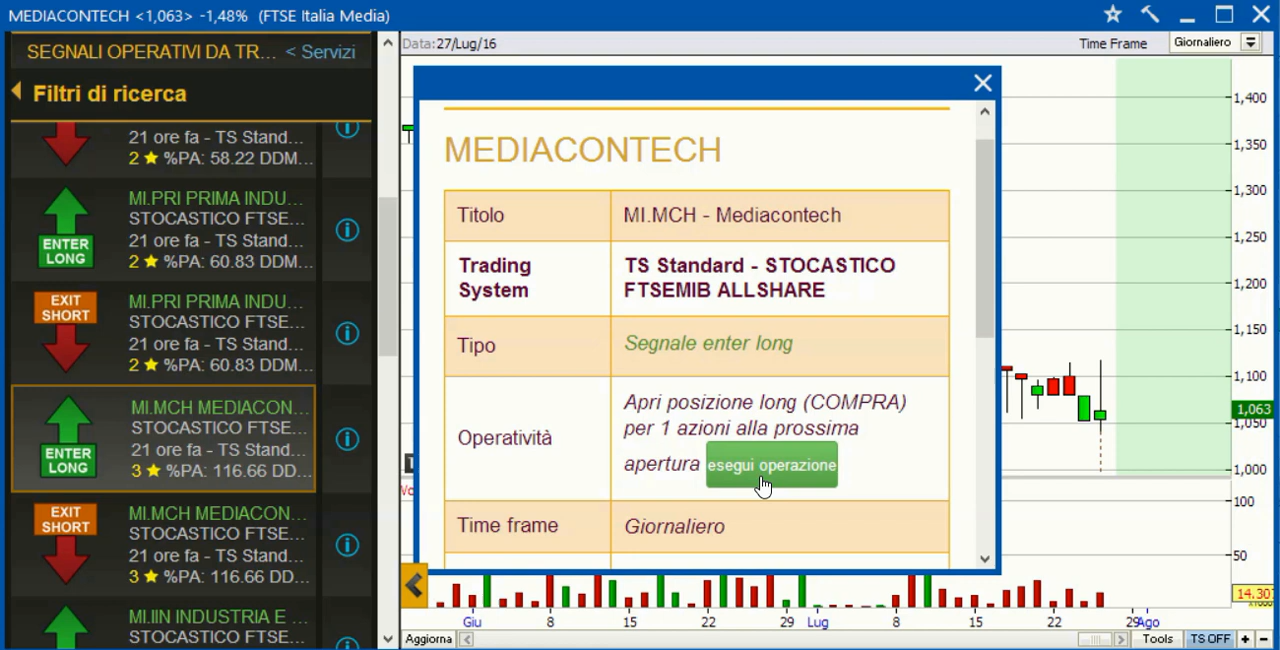 MEDIACONTECH <1,063> -1,48% (FTSE Italia Media)
SEGNALI OPERATIVI DA TR... < Servizi
Filtri di ricerca
21 ore fa - TS Stand...
2 ★ %PA: 58.22 DDM...
ENTER
LONG
MI.PRI PRIMA INDU...
STOCASTICO FTSE...
21 ore fa - TS Stand...
2 ★ %PA: 60.83 DDM...
EXIT
SHORT
MI.PRI PRIMA INDU...
STOCASTICO FTSE...
21 ore fa - TS Stand...
2 ★ %PA: 60.83 DDM...
ENTER
LONG
MI.MCH MEDIACON...
STOCASTICO FTSE...
21 ore fa - TS Stand...
3 ★ %PA: 116.66 DD...
EXIT
SHORT
MI.MCH MEDIACON...
STOCASTICO FTSE...
21 ore fa - TS Stand...
3 ★ %PA: 116.66 DD...
MI.IIN INDUSTRIA E ...
STOCASTICO FTSE...
Data:27/Lug/16
Time Frame Giornaliero
MEDIACONTECH
Titolo
MI.MCH - Mediacontech
Trading
System
TS Standard - STOCASTICO
FTSEMIB ALLSHARE
Tipo
Segnale enter long
Operatività
Apri posizione long (COMPRA)
per 1 azioni alla prossima
apertura esegui operazione
Time frame
Giornaliero
1,400
1,350
1,300
1,250
1,200
1,150
1,100
1,063
1,050
1,000
100
50
14.307
Giu 8 15 22 29 Lug 8 15 22 29 Ago
Aggiorna
Tools TS OFF + −